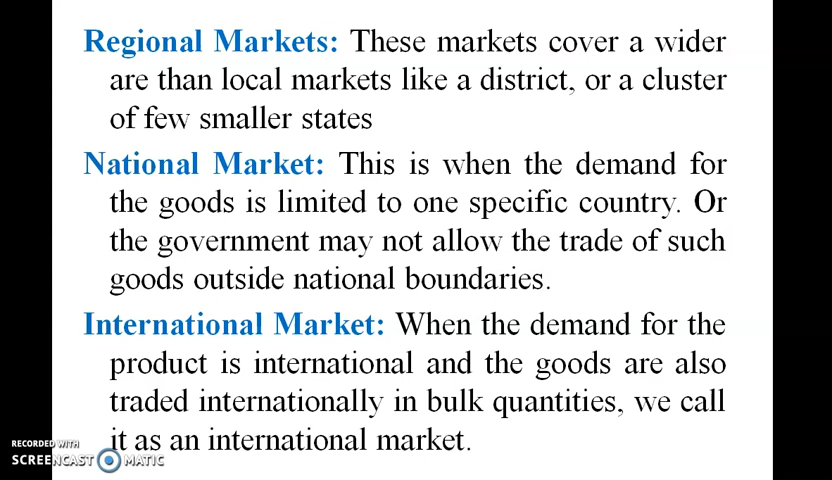 Regional Markets: These markets cover a wider
are than local markets like a district, or a cluster
of few smaller states
National Market: This is when the demand for
the goods is limited to one specific country. Or
the government may not allow the trade of such
goods outside national boundaries.
International Market: When the demand for the
product is international and the goods are also
traded internationally in bulk quantities, we call
it as an international market.
RECORDED WITH
SCREENCAST MATIC